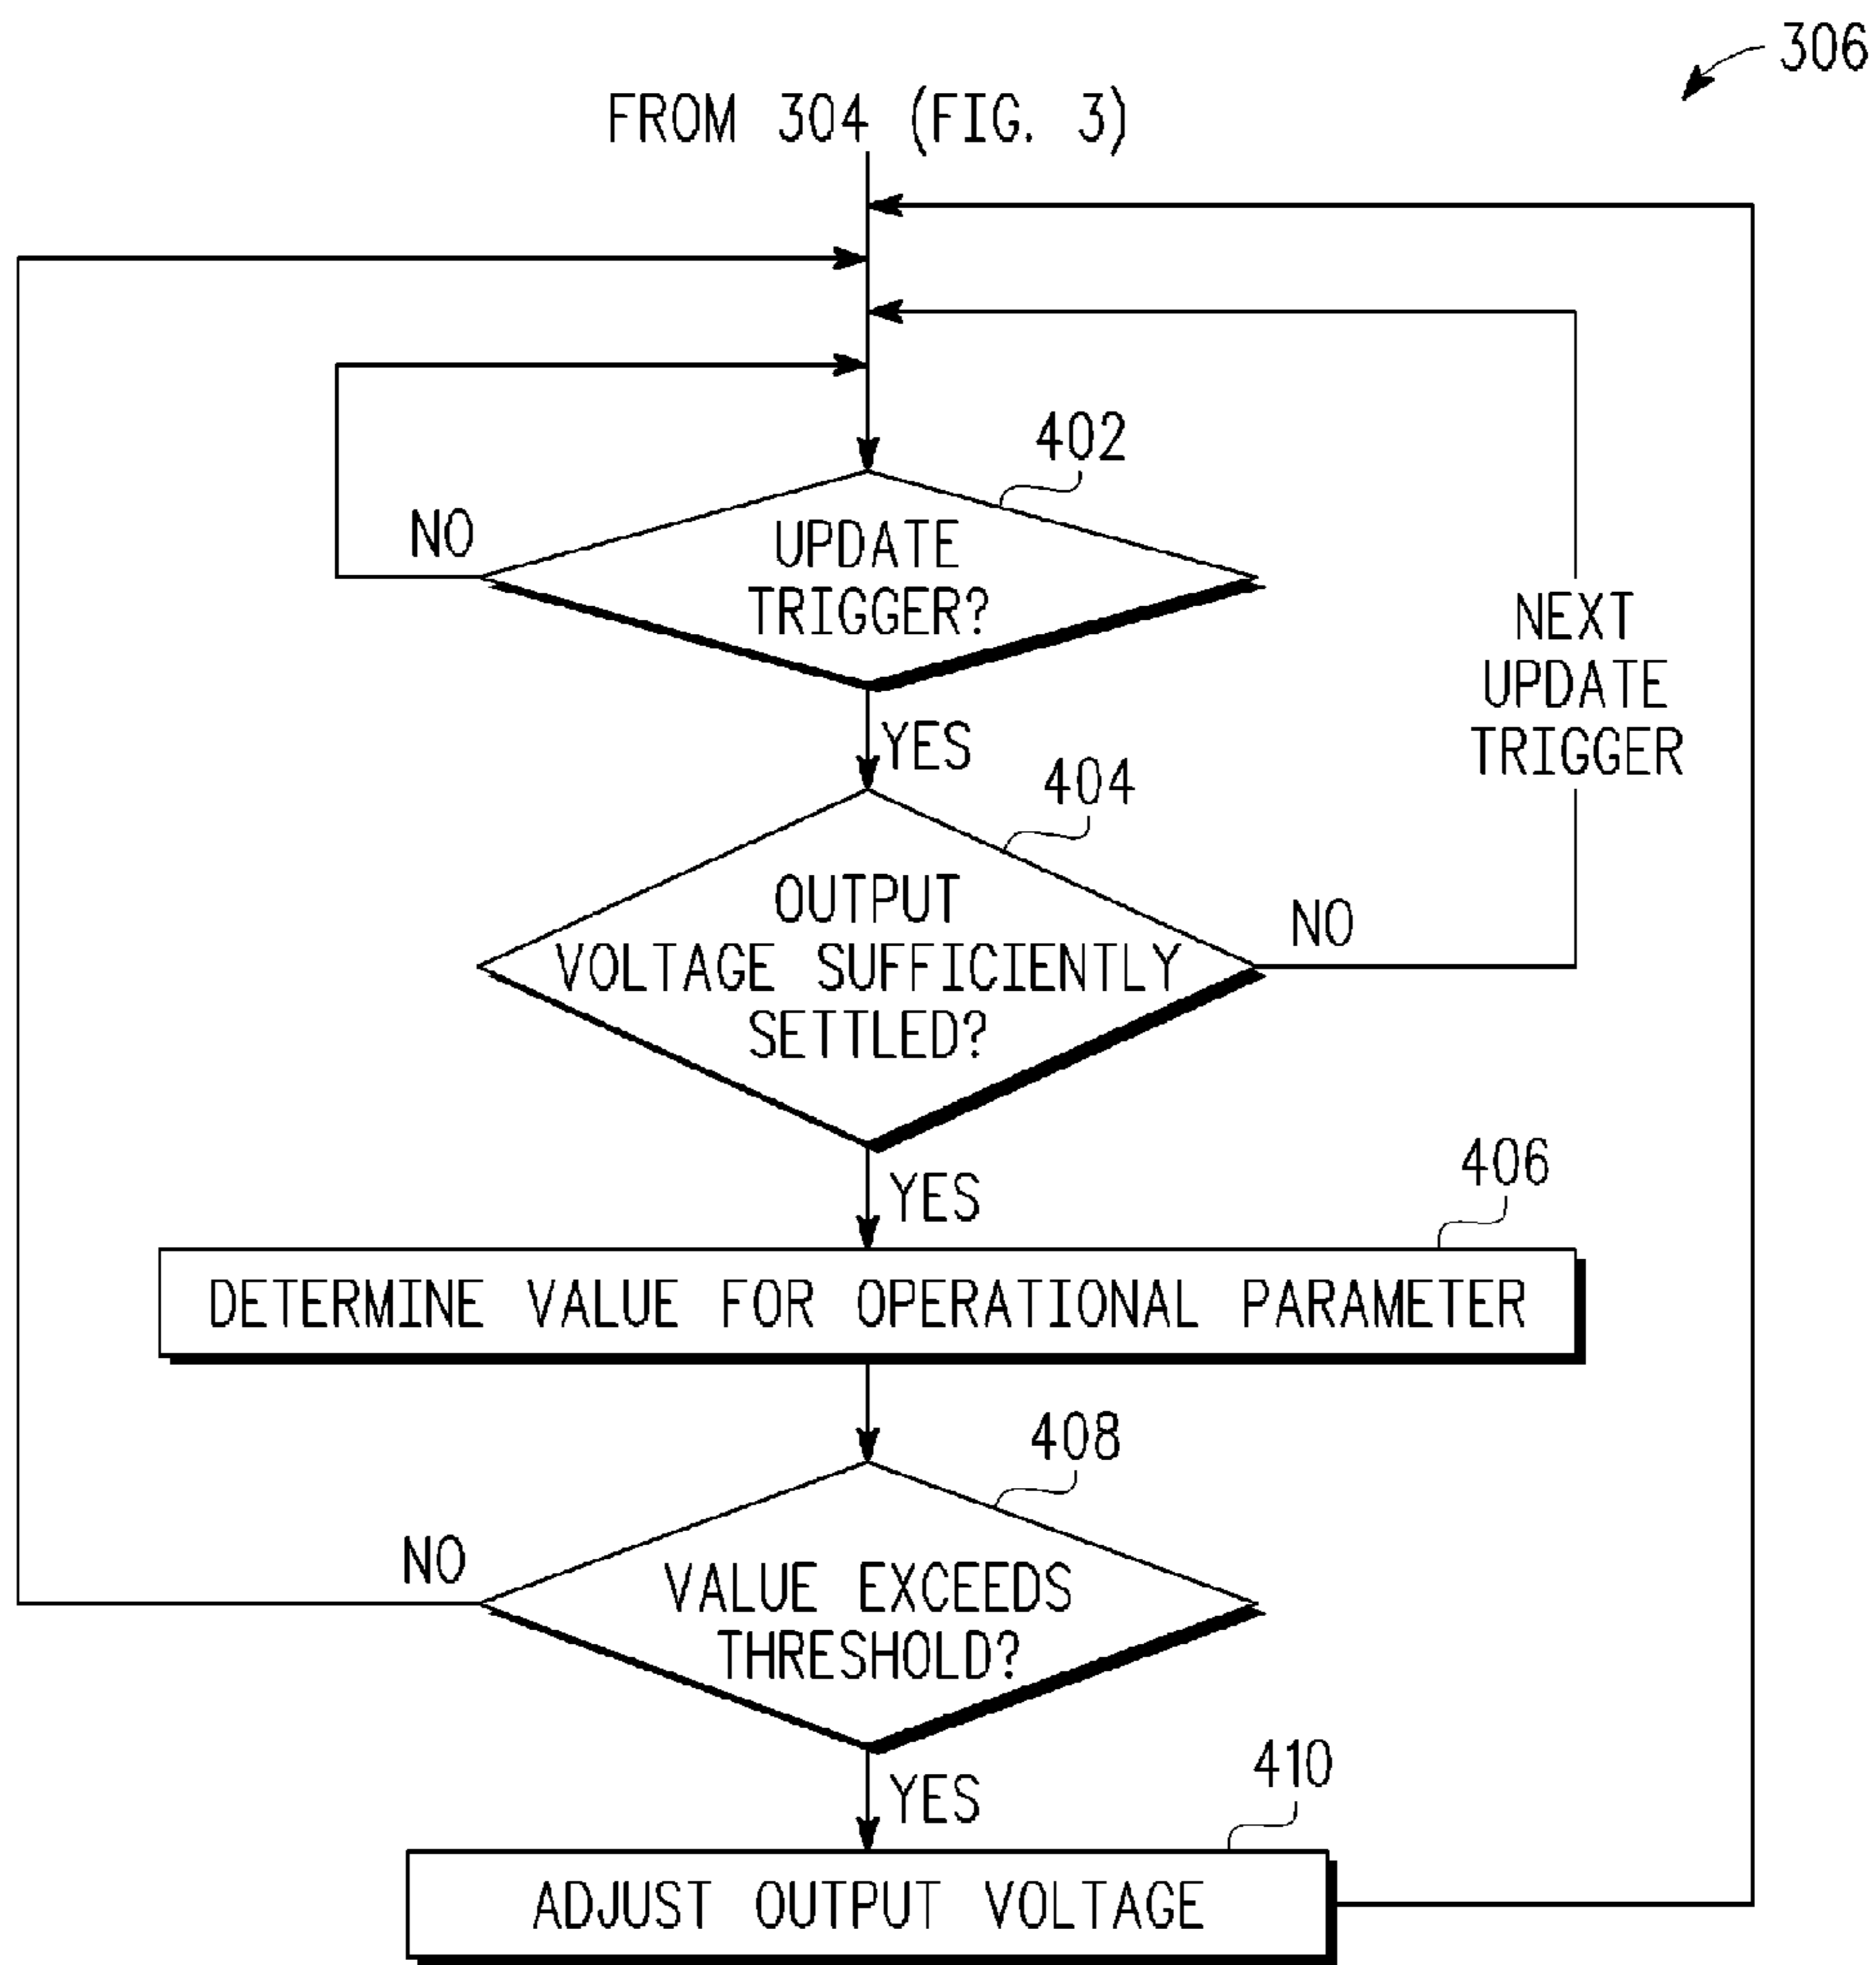 306
FROM 304 (FIG. 3)
402
NO
UPDATE
TRIGGER?
NEXT
UPDATE
TRIGGER
YES
404
OUTPUT
VOLTAGE SUFFICIENTLY
SETTLED?
NO
YES
406
DETERMINE VALUE FOR OPERATIONAL PARAMETER
408
NO
VALUE EXCEEDS
THRESHOLD?
YES
410
ADJUST OUTPUT VOLTAGE